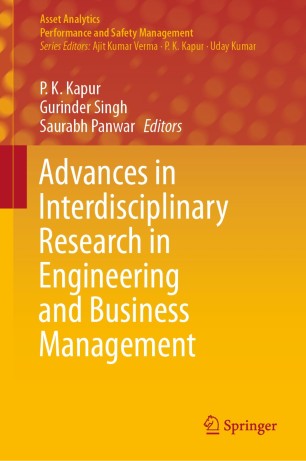 Asset Analytics
Performance and Safety Management
Series Editors: Ajit Kumar Verma · P. K. Kapur · Uday Kumar
P. K. Kapur
Gurinder Singh
Saurabh Panwar Editors
Advances in
Interdisciplinary
Research in
Engineering
and Business
Management
Springer